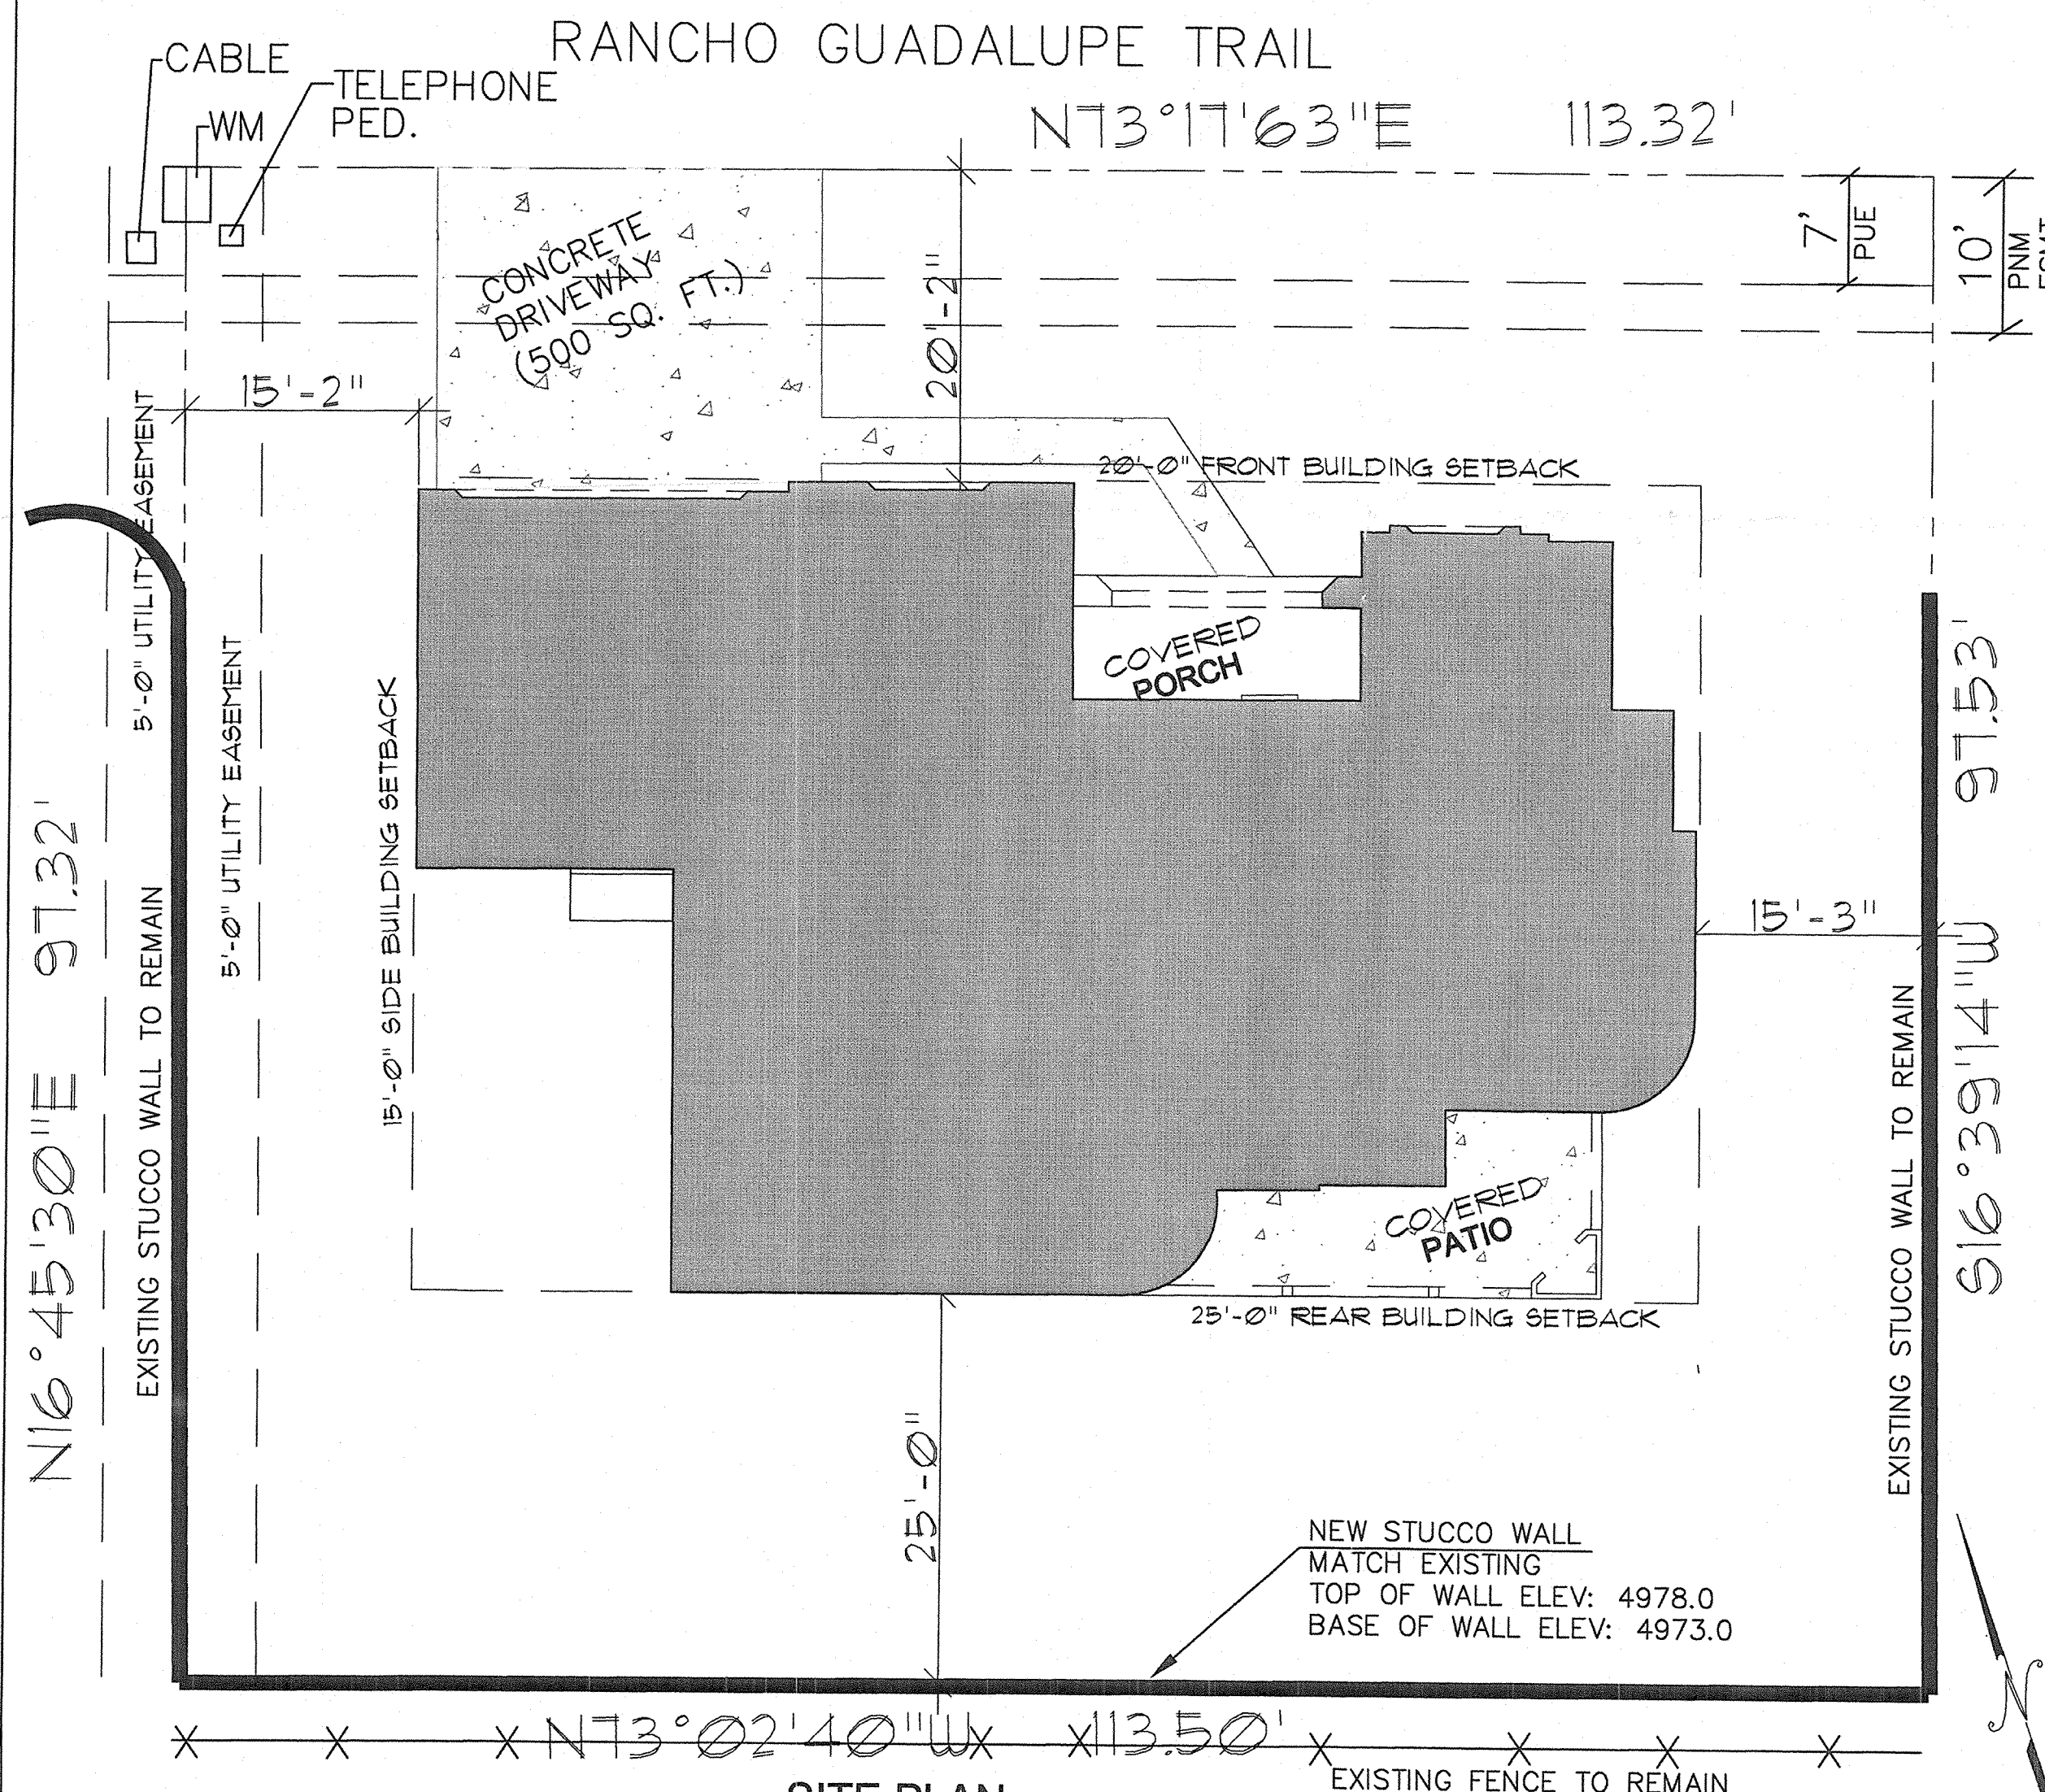 RANCHO GUADALUPE TRAIL
CABLE
TELEPHONE
PED.
WM
N73°17'63"E 113.32'
7'
PUE
10'
PNM
CONCRETE
DRIVEWAY
(500 SQ. FT.)
20'-2"
15'-2"
5'-0" UTILITY EASEMENT
20'-0" FRONT BUILDING SETBACK
COVERED
PORCH
5'-0" UTILITY EASEMENT
15'-0" SIDE BUILDING SETBACK
N16°45'30"E 97.32'
EXISTING STUCCO WALL TO REMAIN
15'-3"
S16°39'14"W 97.53'
EXISTING STUCCO WALL TO REMAIN
COVERED
PATIO
25'-0" REAR BUILDING SETBACK
25'-0"
NEW STUCCO WALL
MATCH EXISTING
TOP OF WALL ELEV: 4978.0
BASE OF WALL ELEV: 4973.0
N
N73°02'40"W 113.50'
EXISTING FENCE TO REMAIN
SITE PLAN